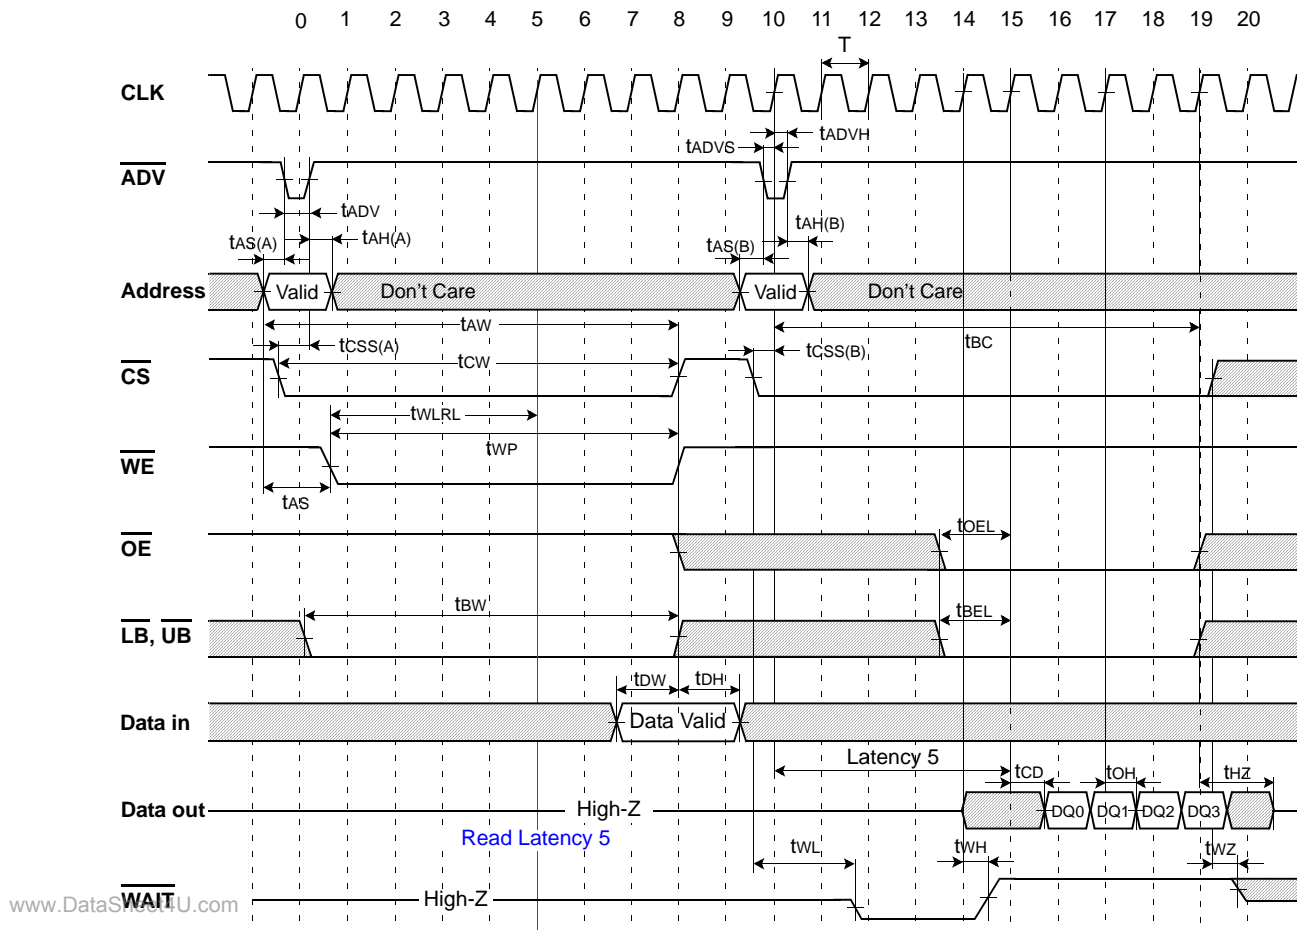 0 1 2 3 4 5 6 7 8 9 10 11 12 13 14 15 16 17 18 19 20
T
CLK
tADVH
tADVS
ADV
tADV
tAH(B)
tAS(A) tAH(A) tAS(B)
Address Valid Don't Care Valid Don't Care
tAW
tBC
tCSS(A) tCSS(B)
tCW
CS
tWLRL
tWP
WE
tAS
tOEL
OE
tBW tBEL
LB, UB
tDW tDH
Data in Data Valid
Latency 5
tCD tOH tHZ
Data out High-Z DQ0 DQ1 DQ2 DQ3
Read Latency 5
tWL tWH tWZ
WAIT High-Z
www.DataSheet4U.com